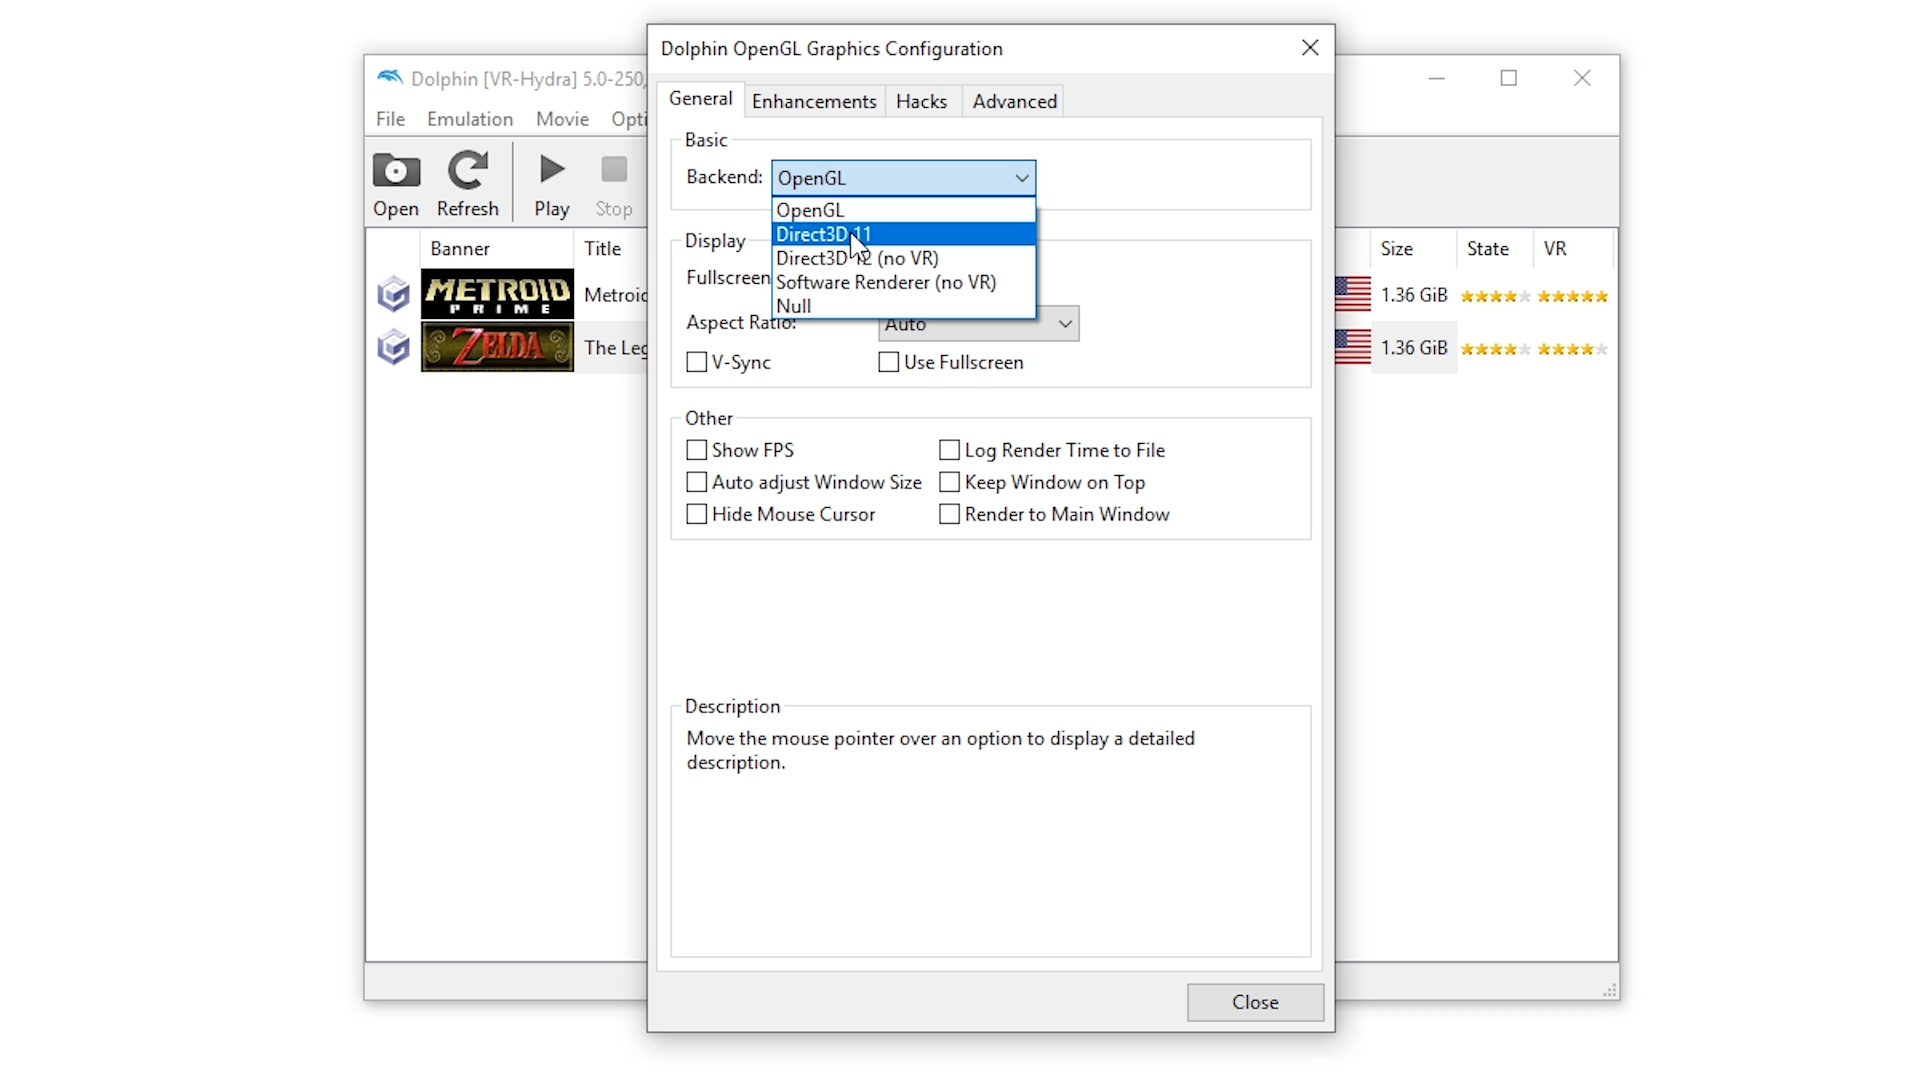 Dolphin OpenGL Graphics Configuration
Dolphin [VR-Hydra] 5.0-250,
File Emulation Movie Opti
General Enhancements Hacks Advanced
Basic
Backend: OpenGL
OpenGL
Direct3D 11
Direct3D 12 (no VR)
Software Renderer (no VR)
Null
Open Refresh Play Stop
Display
Fullscreen
Aspect Ratio: Auto
V-Sync Use Fullscreen
Banner Title Size State VR
METROID PRIME Metroid 1.36 GiB
ZELDA The Leg 1.36 GiB
Other
Show FPS Log Render Time to File
Auto adjust Window Size Keep Window on Top
Hide Mouse Cursor Render to Main Window
Description
Move the mouse pointer over an option to display a detailed
description.
Close